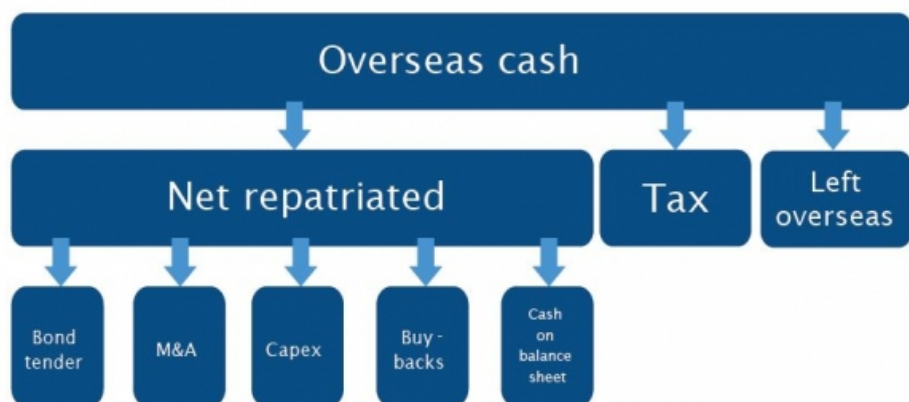 Overseas cash
Net repatriated
Tax
Left
overseas
Bond
tender
M&A
Capex
Buy-
backs
Cash
on
balance
sheet